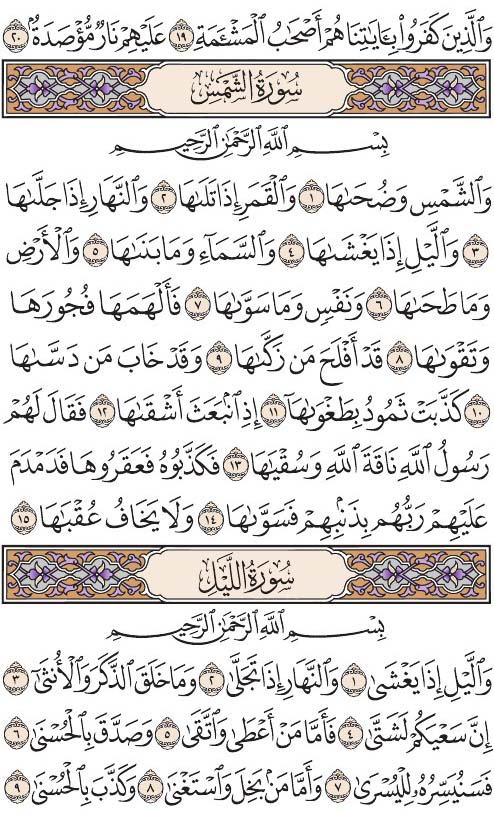 وَٱلَّذِينَ كَفَرُوا۟ بِـَٔايَٰتِنَا هُمْ أَصْحَٰبُ ٱلْمَشْـَٔمَةِ ١٩ عَلَيْهِمْ نَارٌ مُّؤْصَدَةٌۢ ٢٠
سُورَةُ الشَّمْسِ
بِسْمِ ٱللَّهِ ٱلرَّحْمَٰنِ ٱلرَّحِيمِ
وَٱلشَّمْسِ وَضُحَىٰهَا ١ وَٱلْقَمَرِ إِذَا تَلَىٰهَا ٢ وَٱلنَّهَارِ إِذَا جَلَّىٰهَا
٣ وَٱلَّيْلِ إِذَا يَغْشَىٰهَا ٤ وَٱلسَّمَآءِ وَمَا بَنَىٰهَا ٥ وَٱلْأَرْضِ
وَمَا طَحَىٰهَا ٦ وَنَفْسٍ وَمَا سَوَّىٰهَا ٧ فَأَلْهَمَهَا فُجُورَهَا
وَتَقْوَىٰهَا ٨ قَدْ أَفْلَحَ مَن زَكَّىٰهَا ٩ وَقَدْ خَابَ مَن دَسَّىٰهَا
١٠ كَذَّبَتْ ثَمُودُ بِطَغْوَىٰهَآ ١١ إِذِ ٱنۢبَعَثَ أَشْقَىٰهَا ١٢ فَقَالَ لَهُمْ
رَسُولُ ٱللَّهِ نَاقَةَ ٱللَّهِ وَسُقْيَٰهَا ١٣ فَكَذَّبُوهُ فَعَقَرُوهَا فَدَمْدَمَ
عَلَيْهِمْ رَبُّهُم بِذَنۢبِهِمْ فَسَوَّىٰهَا ١٤ وَلَا يَخَافُ عُقْبَٰهَا ١٥
سُورَةُ اللَّيْلِ
بِسْمِ ٱللَّهِ ٱلرَّحْمَٰنِ ٱلرَّحِيمِ
وَٱلَّيْلِ إِذَا يَغْشَىٰ ١ وَٱلنَّهَارِ إِذَا تَجَلَّىٰ ٢ وَمَا خَلَقَ ٱلذَّكَرَ وَٱلْأُنثَىٰٓ ٣
إِنَّ سَعْيَكُمْ لَشَتَّىٰ ٤ فَأَمَّا مَنْ أَعْطَىٰ وَٱتَّقَىٰ ٥ وَصَدَّقَ بِٱلْحُسْنَىٰ ٦
فَسَنُيَسِّرُهُۥ لِلْيُسْرَىٰ ٧ وَأَمَّا مَنۢ بَخِلَ وَٱسْتَغْنَىٰ ٨ وَكَذَّبَ بِٱلْحُسْنَىٰ ٩